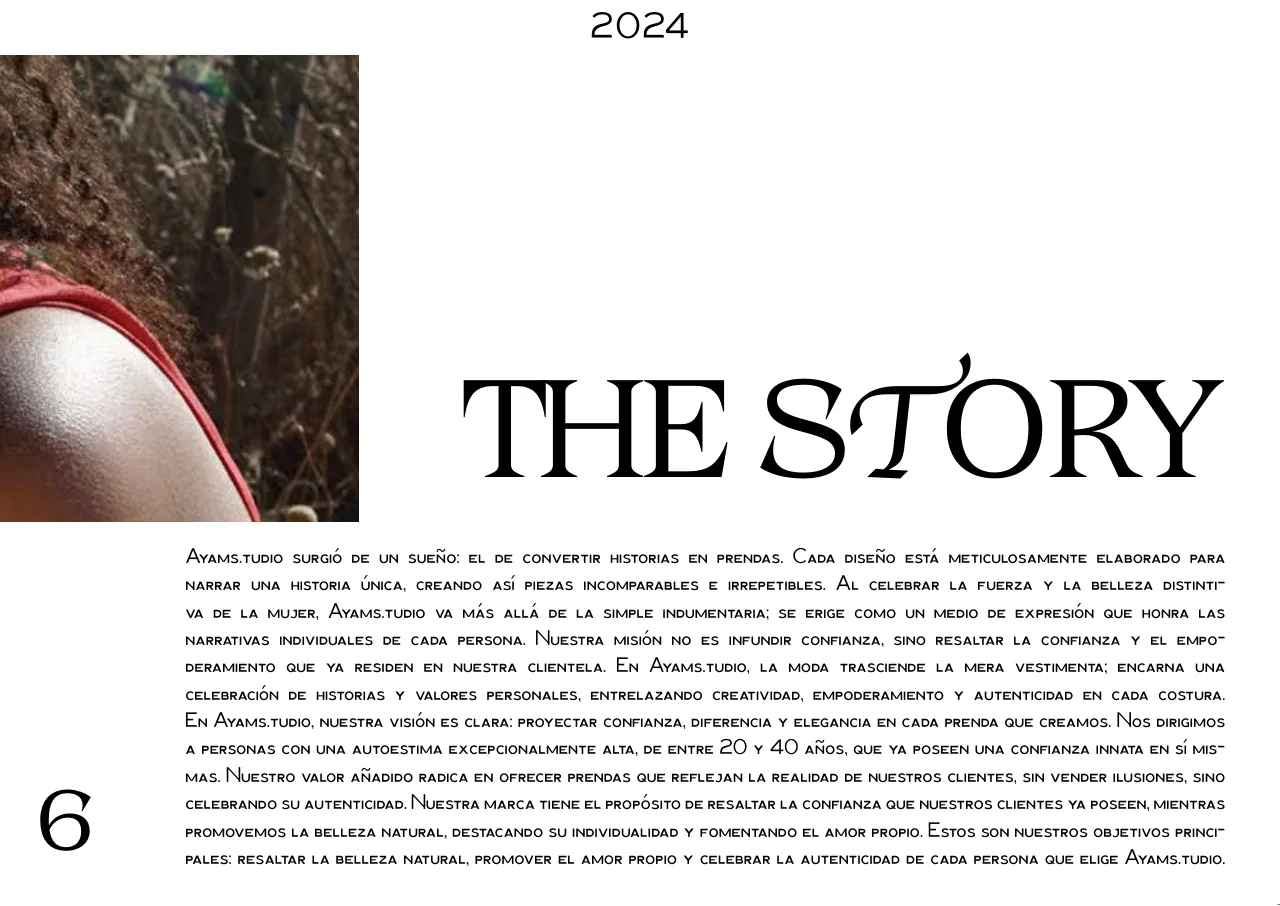 2024
THE STORY
Ayams.tudio surgió de un sueño: el de convertir historias en prendas. Cada diseño está meticulosamente elaborado para
narrar una historia única, creando así piezas incomparables e irrepetibles. Al celebrar la fuerza y la belleza distinti-
va de la mujer, Ayams.tudio va más allá de la simple indumentaria; se erige como un medio de expresión que honra las
narrativas individuales de cada persona. Nuestra misión no es infundir confianza, sino resaltar la confianza y el empo-
deramiento que ya residen en nuestra clientela. En Ayams.tudio, la moda trasciende la mera vestimenta; encarna una
celebración de historias y valores personales, entrelazando creatividad, empoderamiento y autenticidad en cada costura.
En Ayams.tudio, nuestra visión es clara: proyectar confianza, diferencia y elegancia en cada prenda que creamos. Nos dirigimos
a personas con una autoestima excepcionalmente alta, de entre 20 y 40 años, que ya poseen una confianza innata en sí mis-
mas. Nuestro valor añadido radica en ofrecer prendas que reflejan la realidad de nuestros clientes, sin vender ilusiones, sino
celebrando su autenticidad. Nuestra marca tiene el propósito de resaltar la confianza que nuestros clientes ya poseen, mientras
promovemos la belleza natural, destacando su individualidad y fomentando el amor propio. Estos son nuestros objetivos princi-
pales: resaltar la belleza natural, promover el amor propio y celebrar la autenticidad de cada persona que elige Ayams.tudio.
6